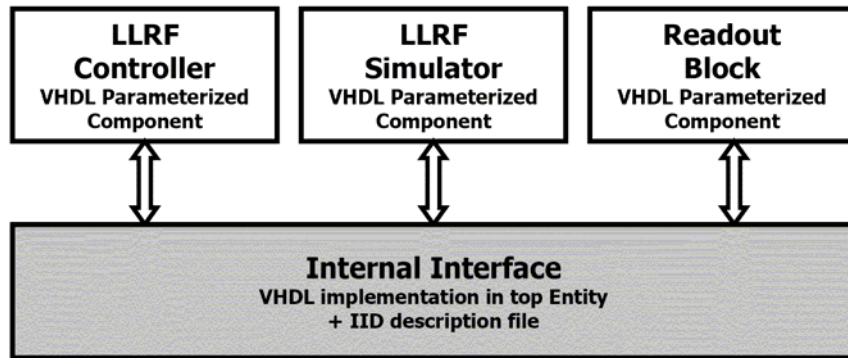 LLRF
Controller
VHDL Parameterized
Component
LLRF
Simulator
VHDL Parameterized
Component
Readout
Block
VHDL Parameterized
Component
Internal Interface
VHDL implementation in top Entity
+ IID description file